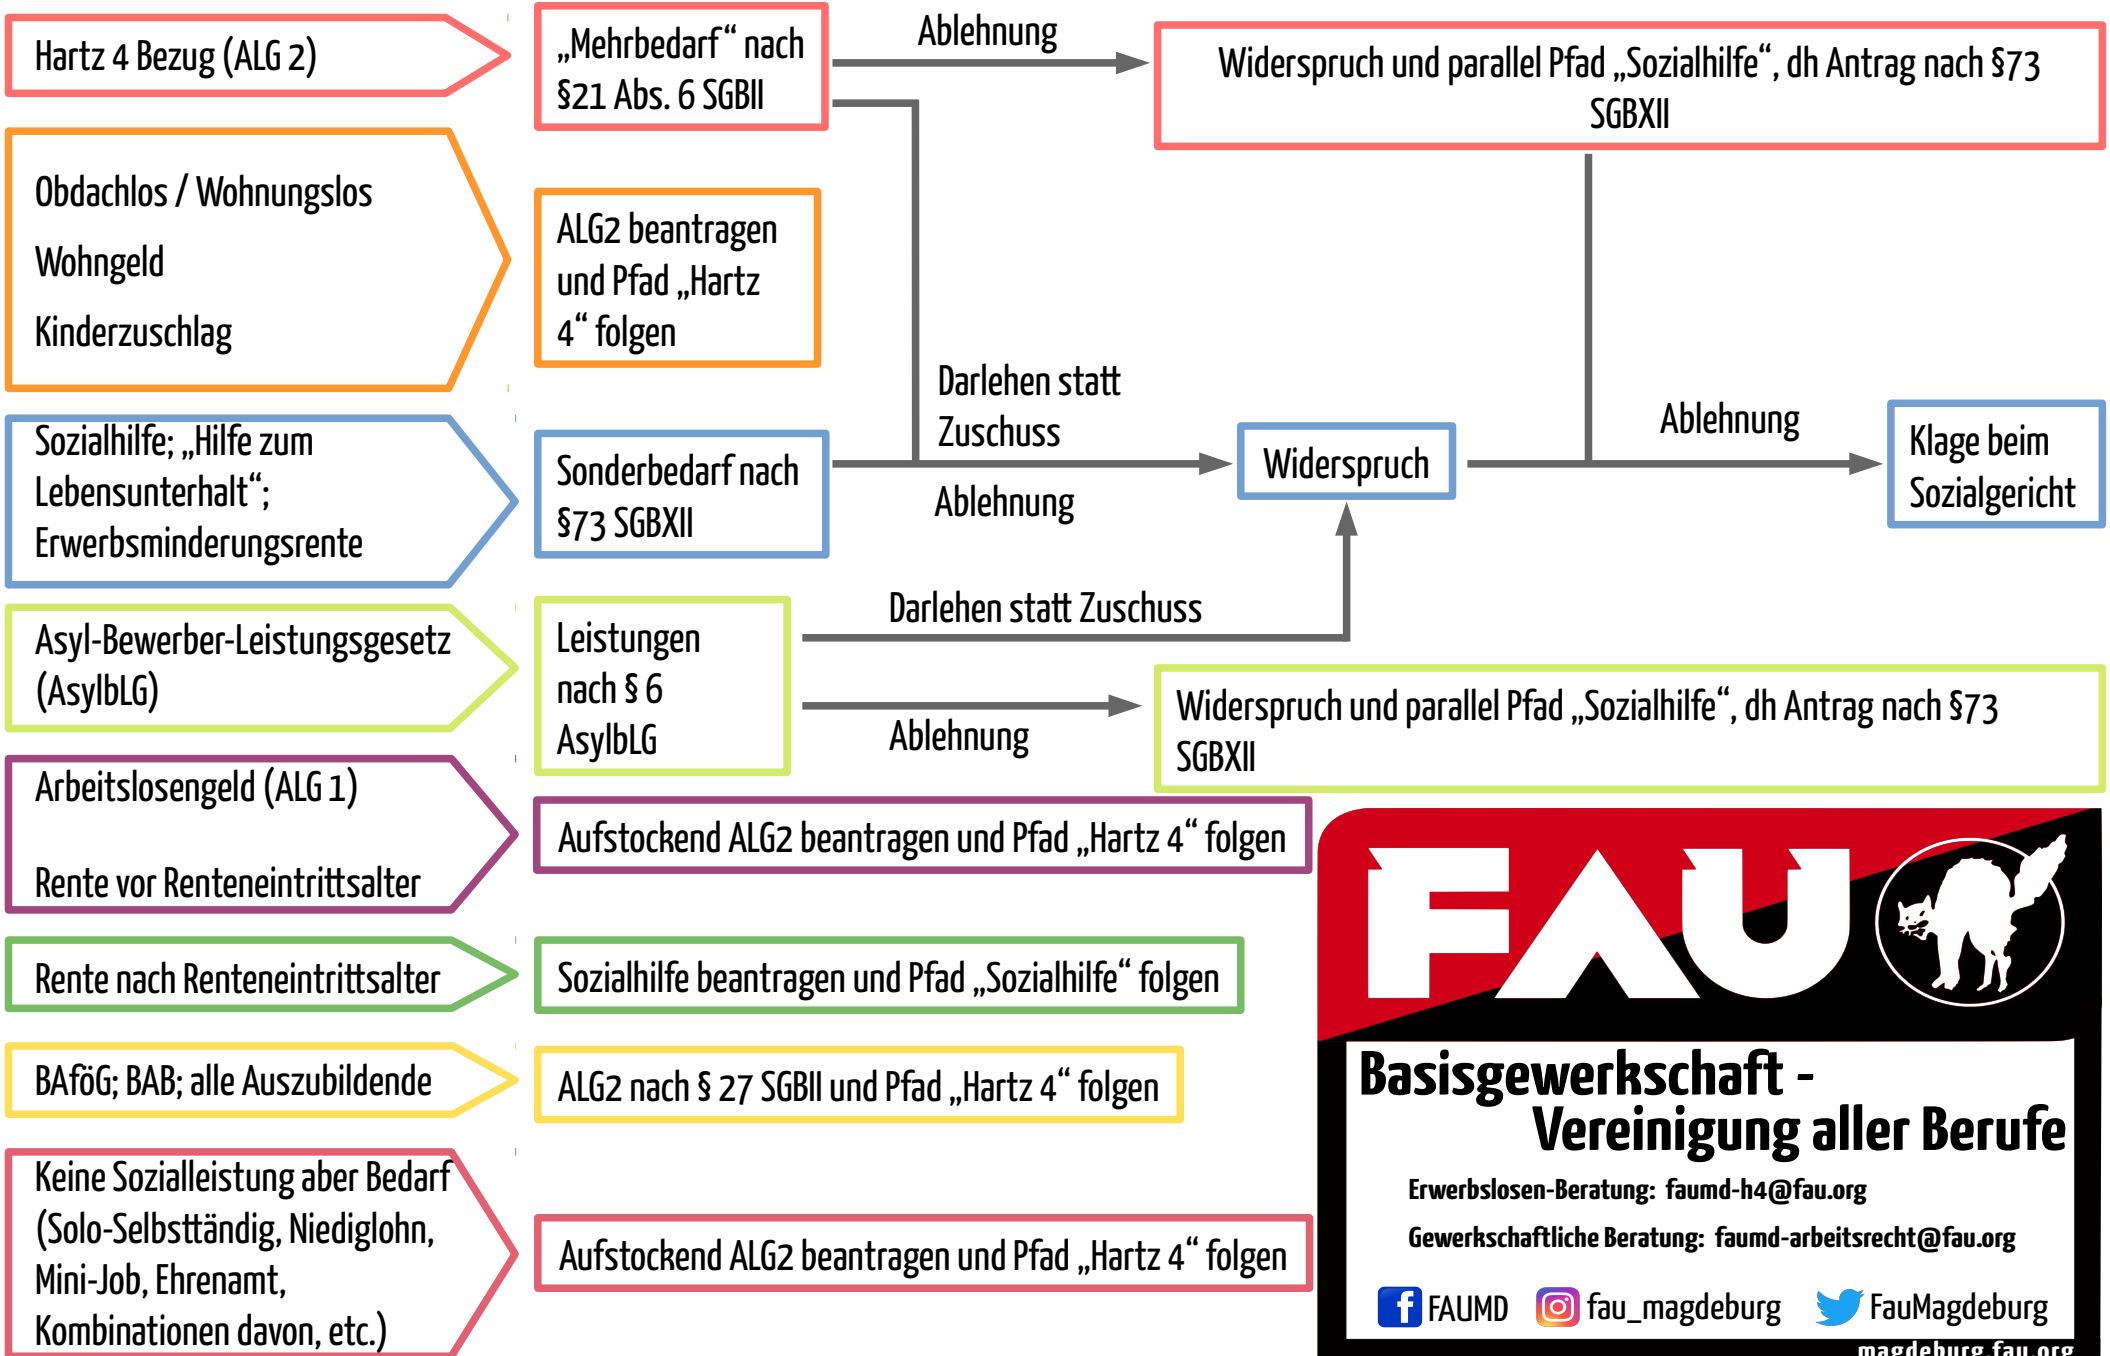 Hartz 4 Bezug (ALG 2)
„Mehrbedarf“ nach
§21 Abs. 6 SGBII
Ablehnung
Widerspruch und parallel Pfad „Sozialhilfe“, dh Antrag nach §73
SGBXII
Obdachlos / Wohnungslos
Wohngeld
Kinderzuschlag
ALG2 beantragen
und Pfad „Hartz
4“ folgen
Sozialhilfe; „Hilfe zum
Lebensunterhalt“;
Erwerbsminderungsrente
Sonderbedarf nach
§73 SGBXII
Darlehen statt
Zuschuss
Ablehnung
Widerspruch
Ablehnung
Klage beim
Sozialgericht
Asyl-Bewerber-Leistungsgesetz
(AsylbLG)
Leistungen
nach § 6
AsylbLG
Darlehen statt Zuschuss
Ablehnung
Widerspruch und parallel Pfad „Sozialhilfe“, dh Antrag nach §73
SGBXII
Arbeitslosengeld (ALG 1)
Rente vor Renteneintrittsalter
Aufstockend ALG2 beantragen und Pfad „Hartz 4“ folgen
Rente nach Renteneintrittsalter
Sozialhilfe beantragen und Pfad „Sozialhilfe“ folgen
BAföG; BAB; alle Auszubildende
ALG2 nach § 27 SGBII und Pfad „Hartz 4“ folgen
Keine Sozialleistung aber Bedarf
(Solo-Selbsttändig, Niediglohn,
Mini-Job, Ehrenamt,
Kombinationen davon, etc.)
Aufstockend ALG2 beantragen und Pfad „Hartz 4“ folgen
FAU
Basisgewerkschaft -
Vereinigung aller Berufe
Erwerbslosen-Beratung: faumd-h4@fau.org
Gewerkschaftliche Beratung: faumd-arbeitsrecht@fau.org
FAUMD fau_magdeburg FauMagdeburg
magdeburg.fau.org